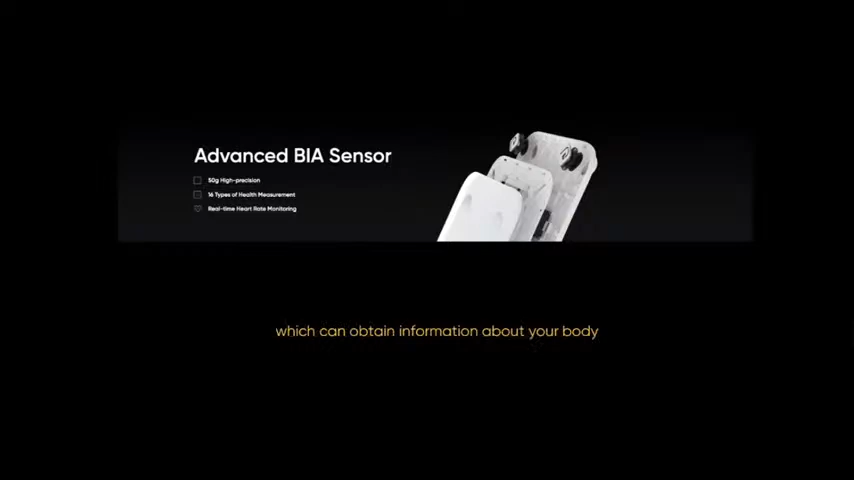 Advanced BIA Sensor
50g High-precision
16 Types of Health Measurement
Real-time Heart Rate Monitoring
which can obtain information about your body